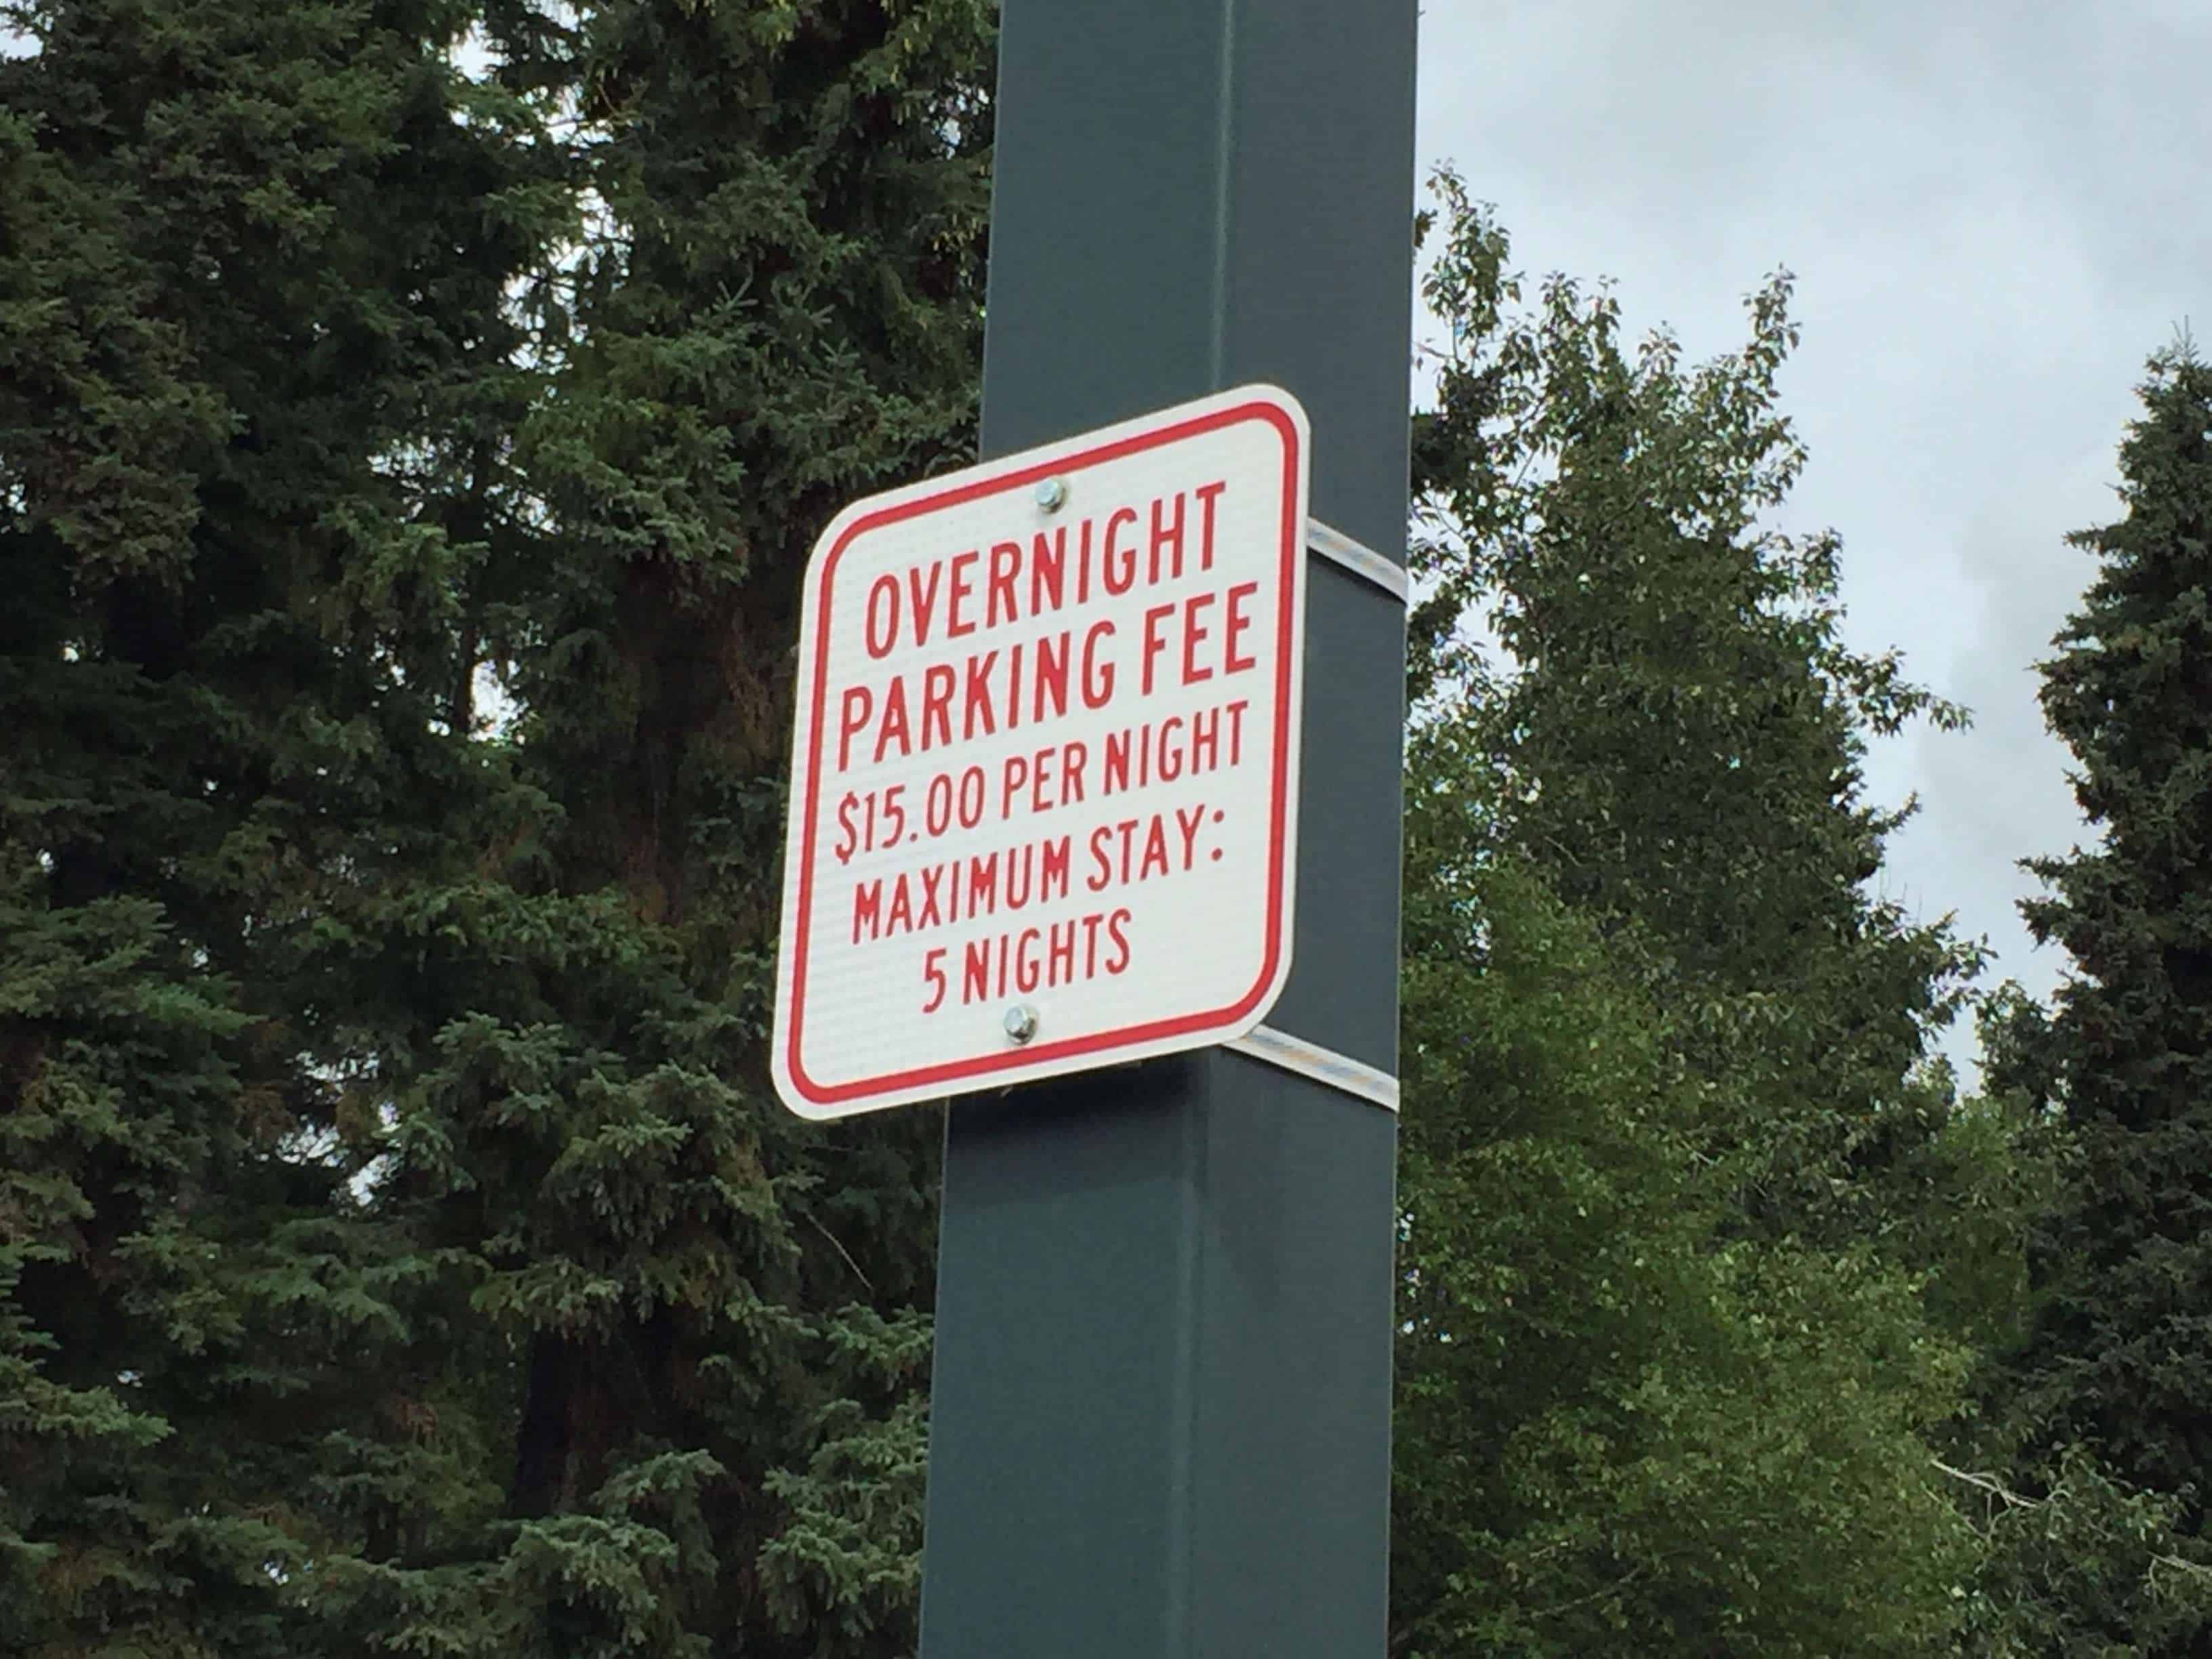 OVERNIGHT
PARKING FEE
$15.00 PER NIGHT
MAXIMUM STAY:
5 NIGHTS